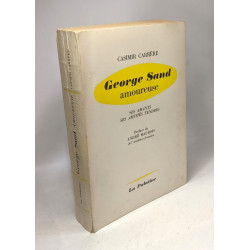 CASIMIR CARRÈRE
George Sand
amoureuse
SES AMANTS
SES AMITIÉS TENDRES
Préface de
ANDRÉ MAUROIS
de l'Académie française
La Palatine